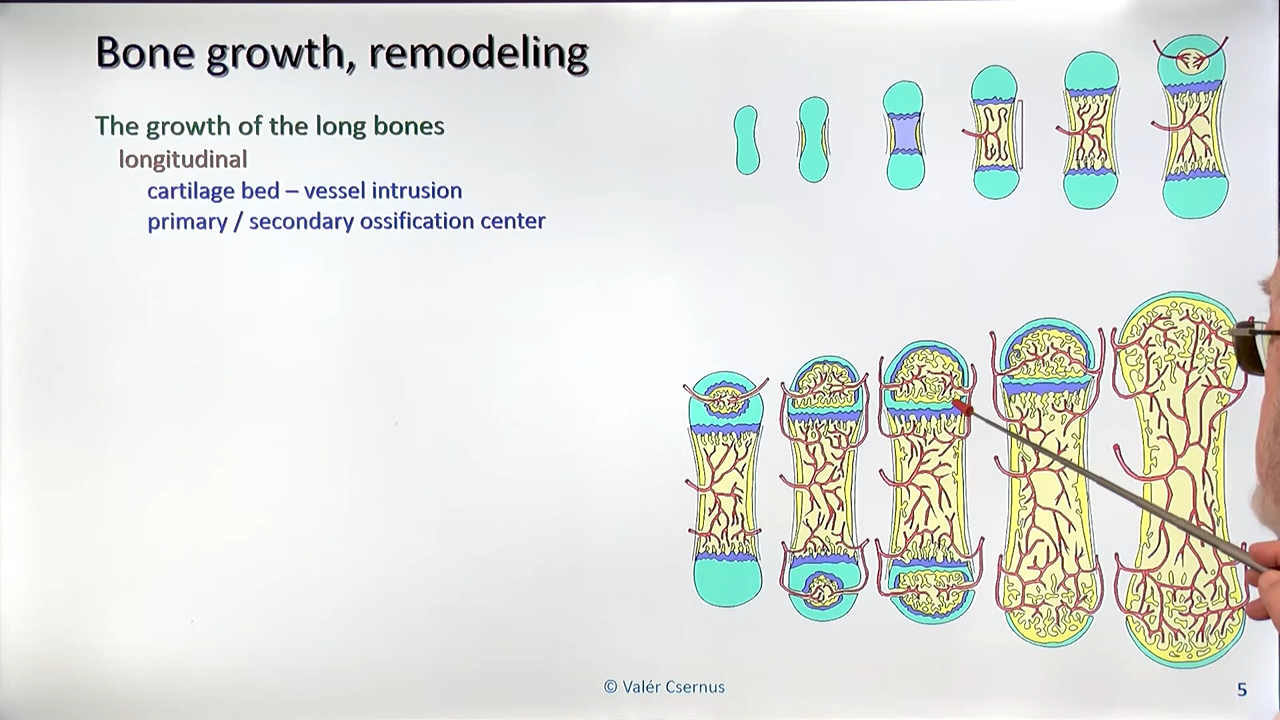 Bone growth, remodeling
The growth of the long bones
longitudinal
cartilage bed – vessel intrusion
primary / secondary ossification center
© Valér Csernus
5